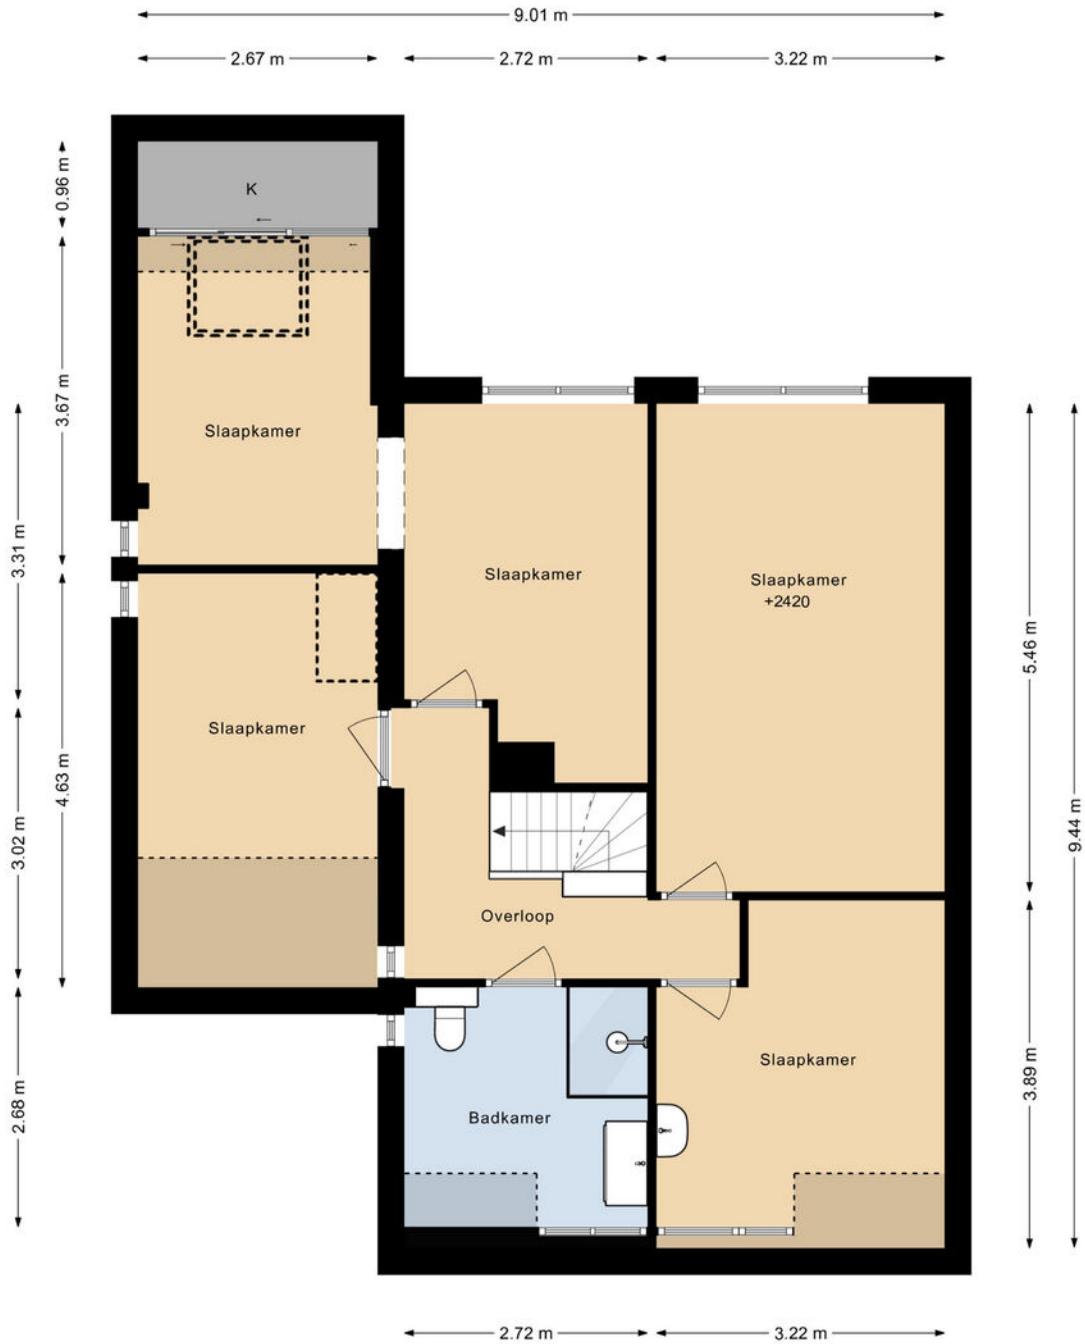 9.01 m
2.67 m
2.72 m
3.22 m
0.96 m
K
3.67 m
Slaapkamer
3.31 m
Slaapkamer
Slaapkamer
+2420
5.46 m
Slaapkamer
4.63 m
3.02 m
9.44 m
Overloop
Slaapkamer
3.89 m
2.68 m
Badkamer
2.72 m
3.22 m